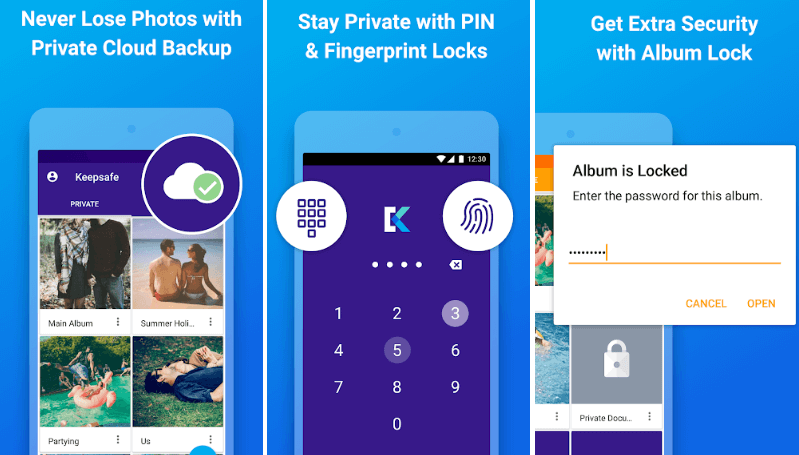 Never Lose Photos with
Private Cloud Backup
Keepsafe
PRIVATE
Main Album
Summer Holi...
Partying
Us
Stay Private with PIN
& Fingerprint Locks
12:30
1 2 3
4 5 6
7 8 9
0
Get Extra Security
with Album Lock
Album is Locked
Enter the password for this album.
CANCEL OPEN
Private Docu...